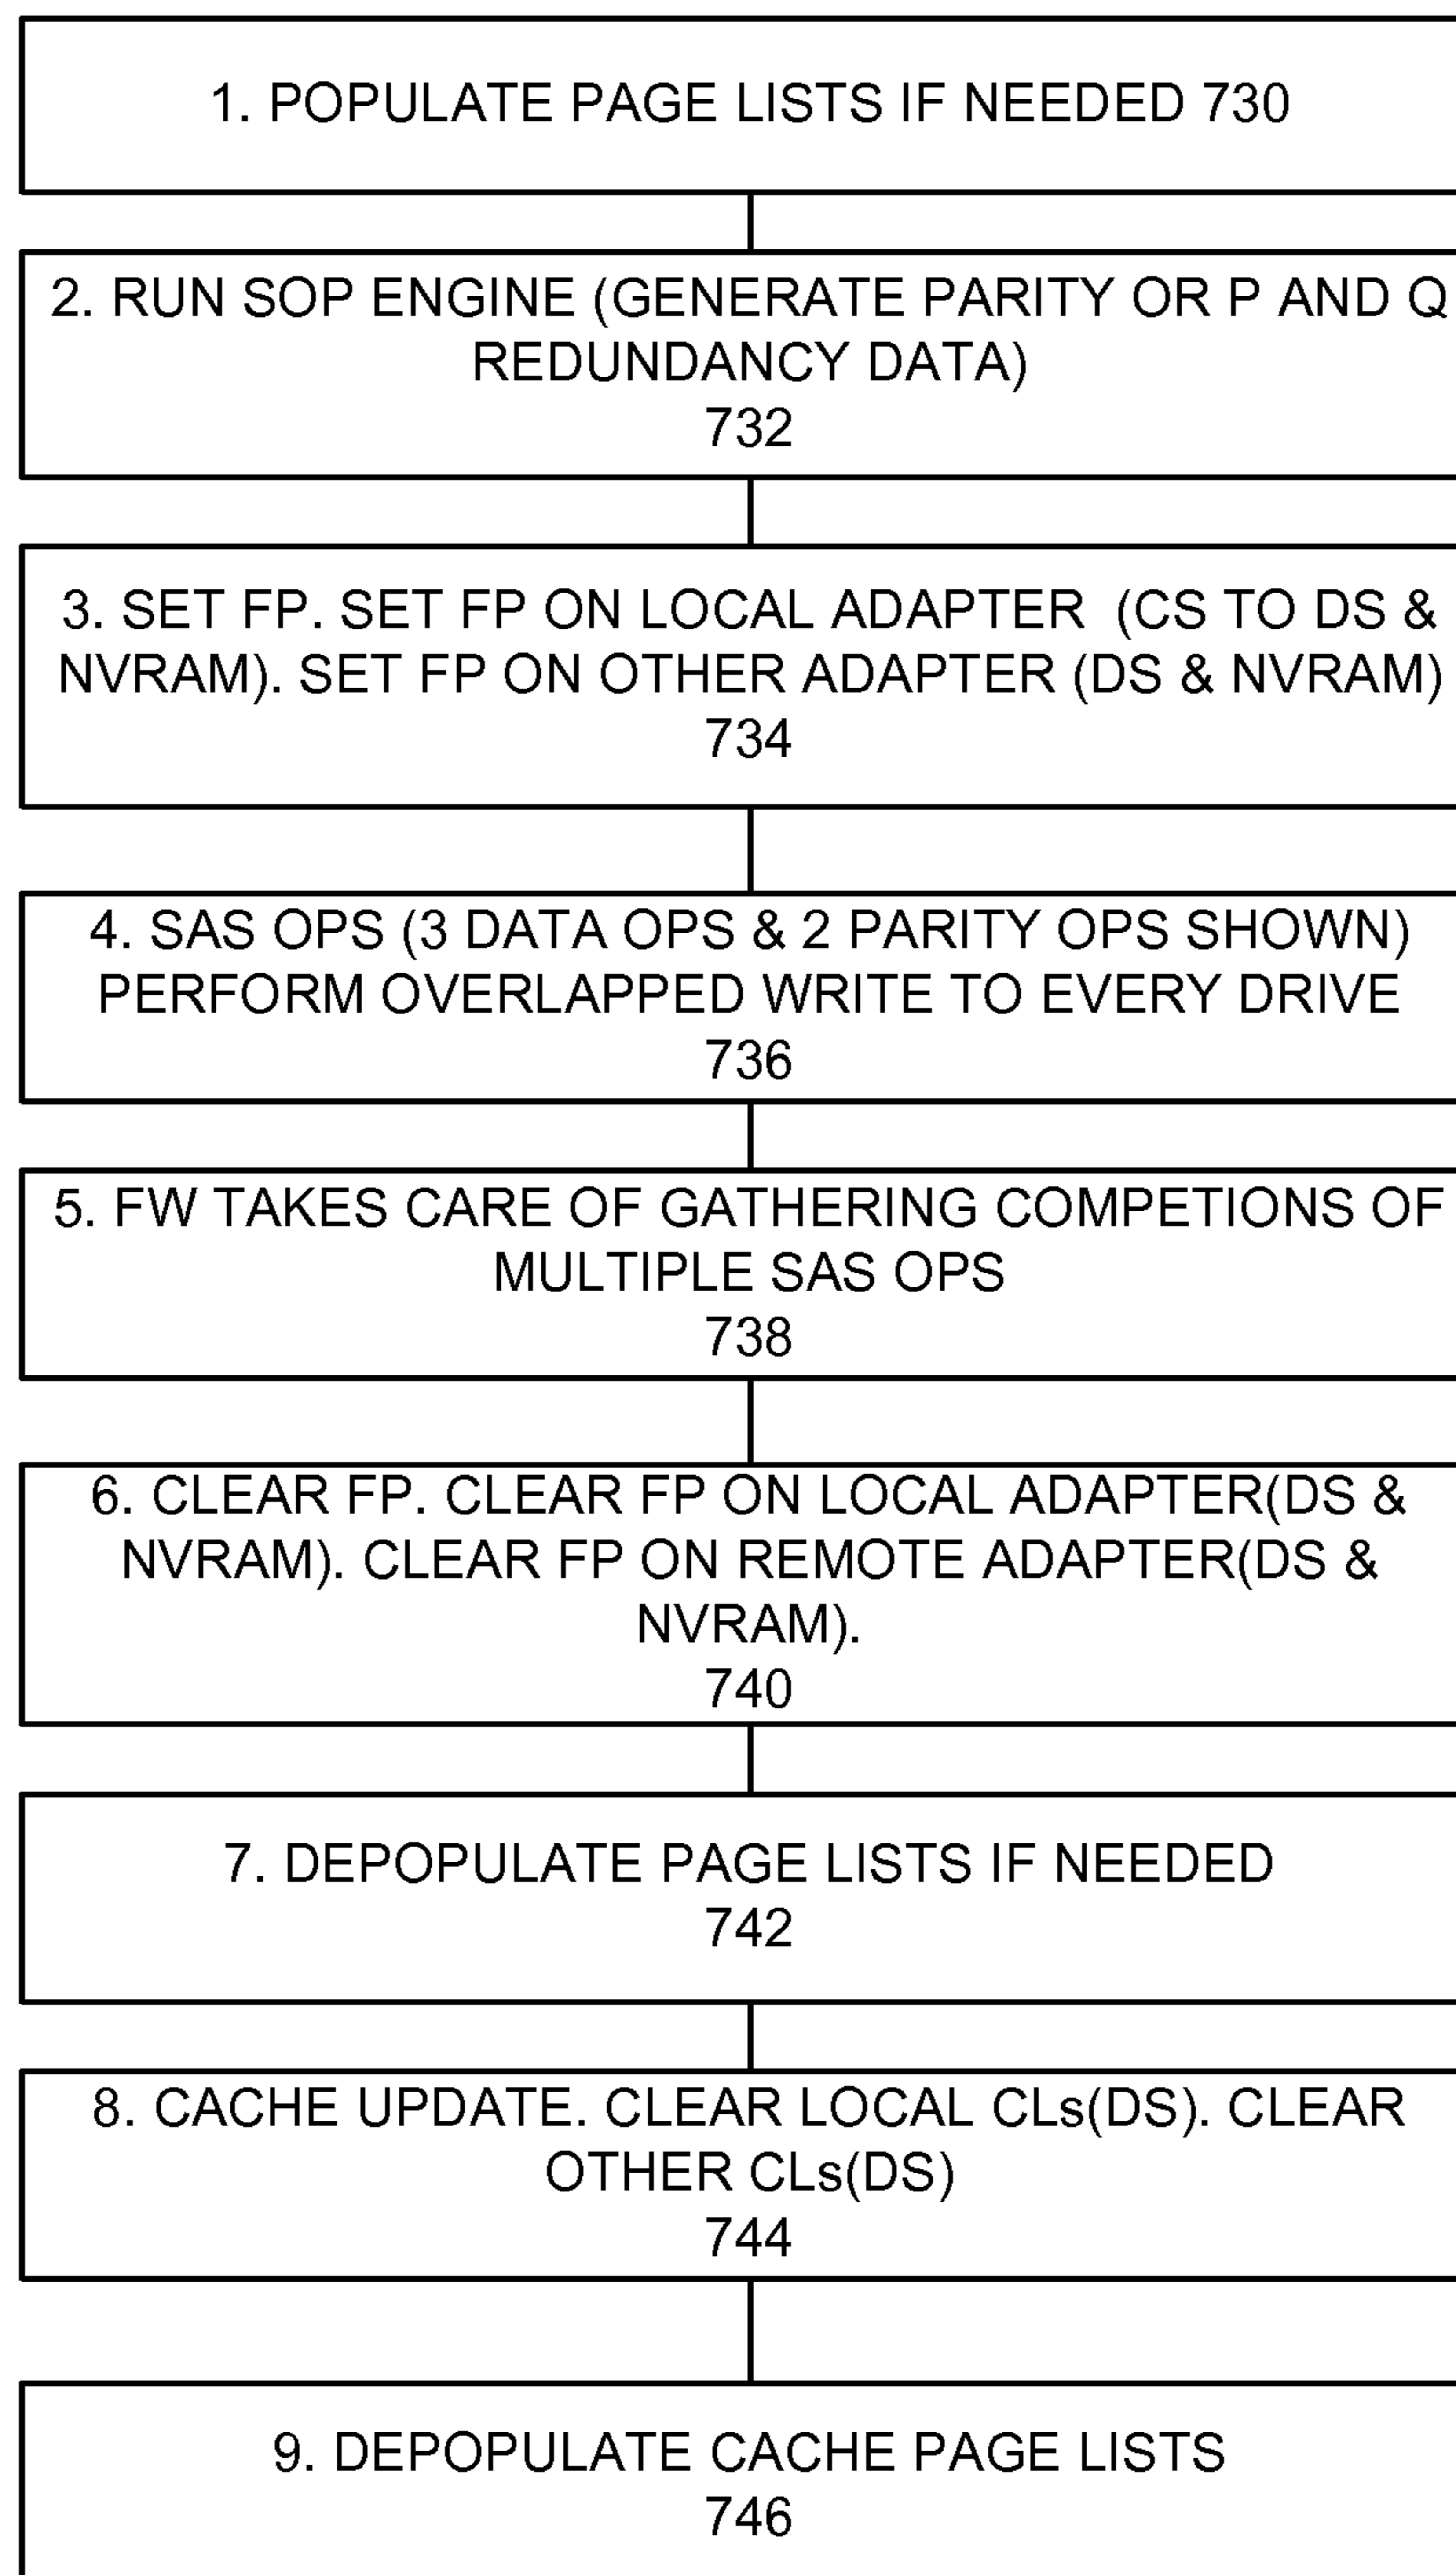 1. POPULATE PAGE LISTS IF NEEDED 730
2. RUN SOP ENGINE (GENERATE PARITY OR P AND Q
REDUNDANCY DATA)
732
3. SET FP. SET FP ON LOCAL ADAPTER (CS TO DS &
NVRAM). SET FP ON OTHER ADAPTER (DS & NVRAM)
734
4. SAS OPS (3 DATA OPS & 2 PARITY OPS SHOWN)
PERFORM OVERLAPPED WRITE TO EVERY DRIVE
736
5. FW TAKES CARE OF GATHERING COMPETIONS OF
MULTIPLE SAS OPS
738
6. CLEAR FP. CLEAR FP ON LOCAL ADAPTER(DS &
NVRAM). CLEAR FP ON REMOTE ADAPTER(DS &
NVRAM).
740
7. DEPOPULATE PAGE LISTS IF NEEDED
742
8. CACHE UPDATE. CLEAR LOCAL CLs(DS). CLEAR
OTHER CLs(DS)
744
9. DEPOPULATE CACHE PAGE LISTS
746